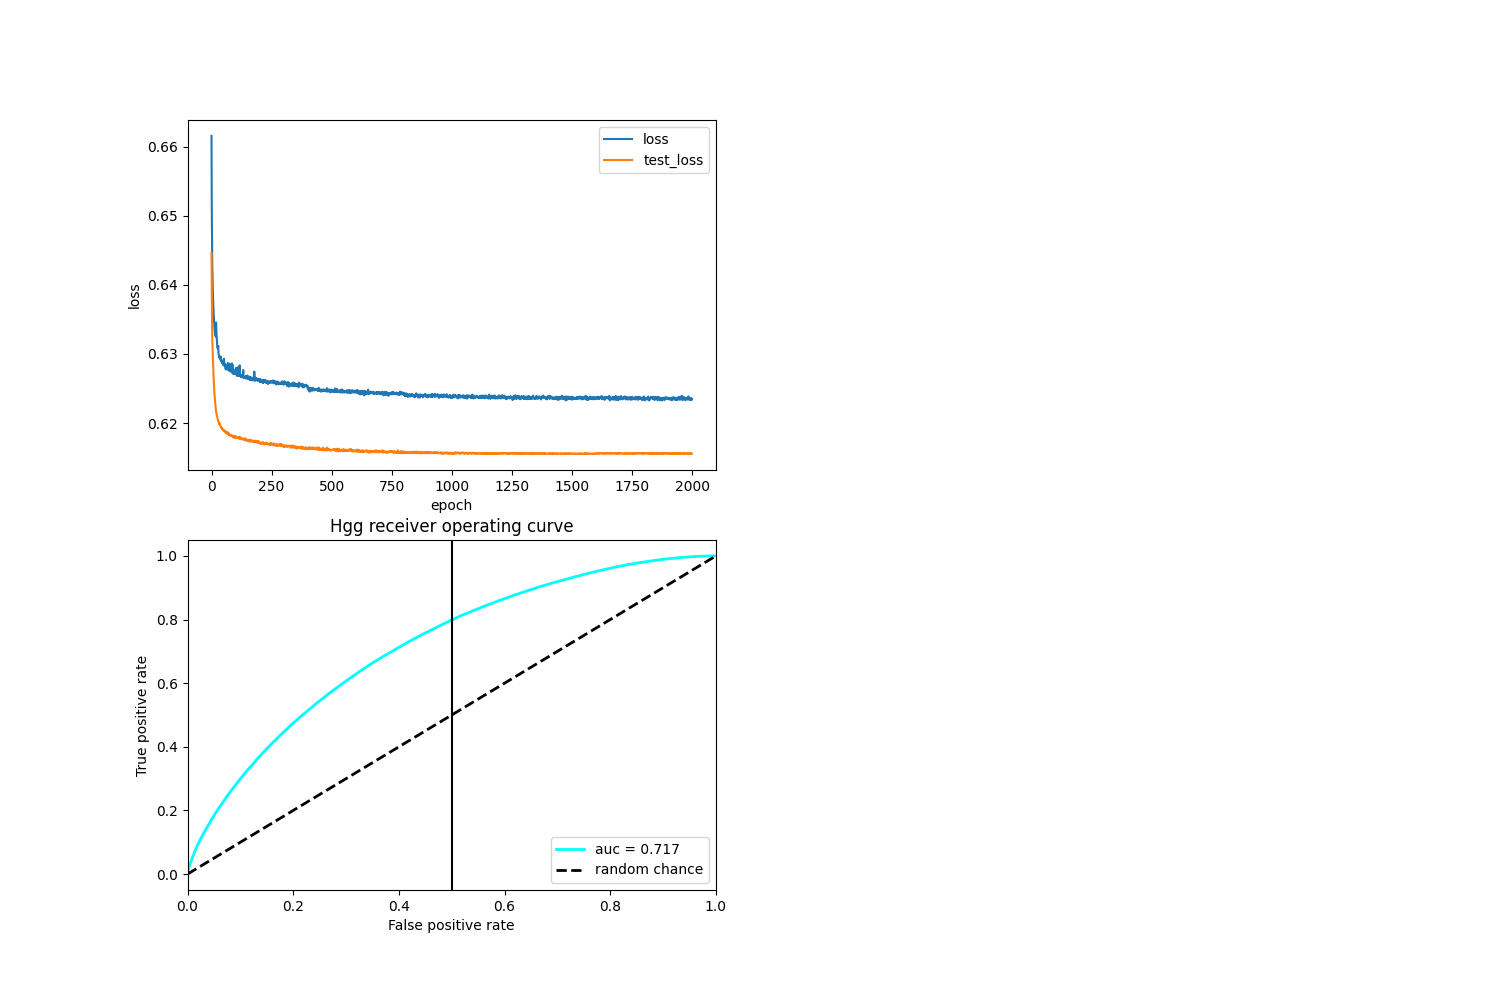 loss
test_loss
0.66
0.65
0.64
0.63
0.62
loss
0 250 500 750 1000 1250 1500 1750 2000
epoch
Hgg receiver operating curve
1.0
0.8
0.6
0.4
0.2
0.0
True positive rate
auc = 0.717
random chance
0.0 0.2 0.4 0.6 0.8 1.0
False positive rate